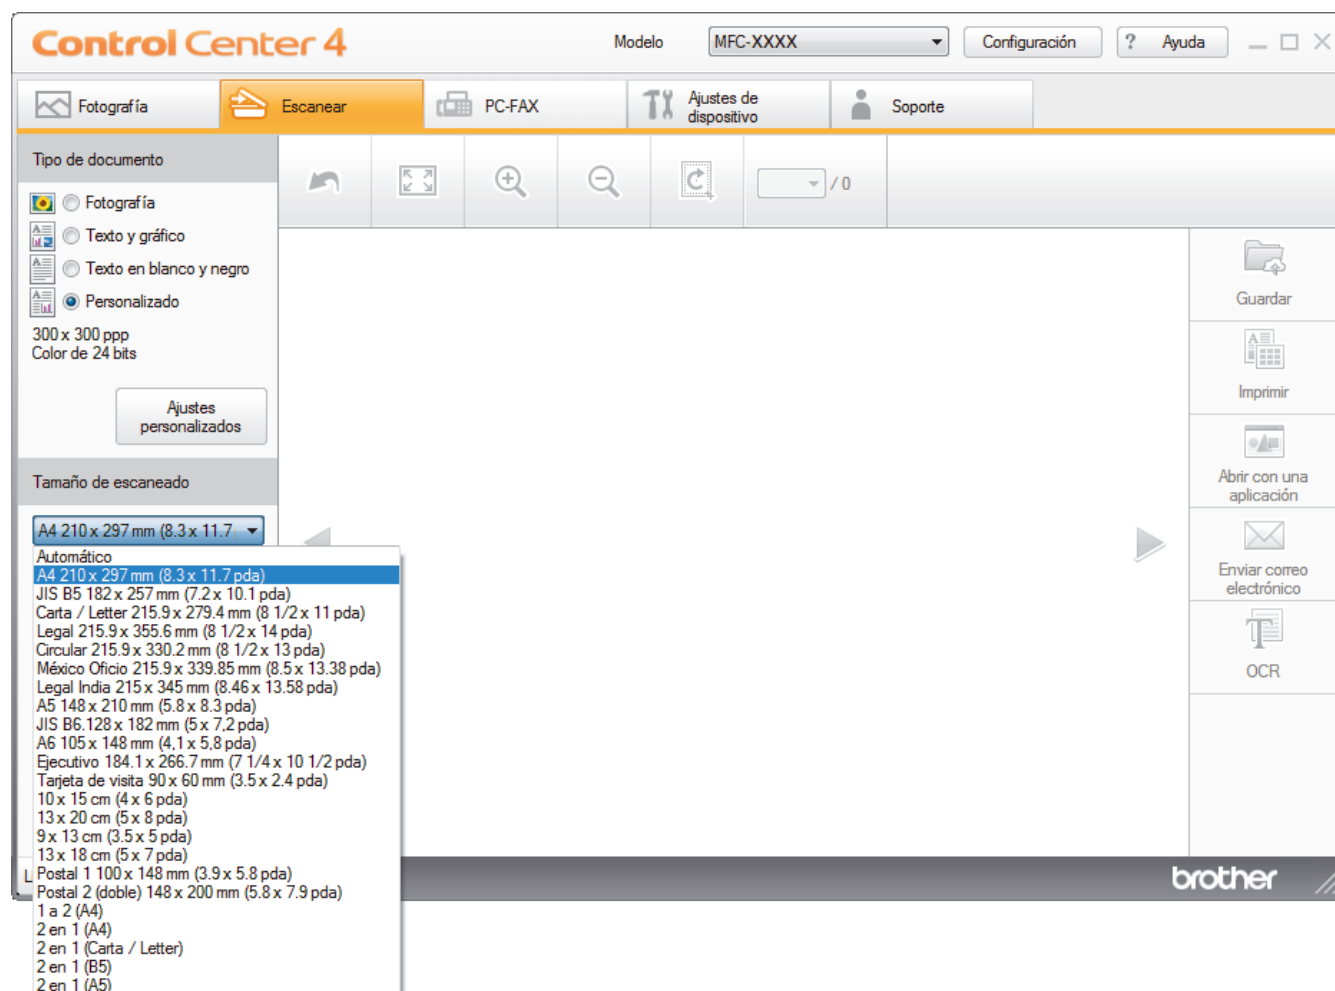 Control Center 4
Modelo
MFC-XXXX
Configuración
? Ayuda
Fotografía
Escanear
PC-FAX
Ajustes de
dispositivo
Soporte
Tipo de documento
Fotografía
Texto y gráfico
Texto en blanco y negro
Personalizado
300 x 300 ppp
Color de 24 bits
Ajustes
personalizados
/ 0
Tamaño de escaneado
A4 210 x 297 mm (8.3 x 11.7
Automático
A4 210 x 297 mm (8.3 x 11.7 pda)
JIS B5 182 x 257 mm (7.2 x 10.1 pda)
Carta / Letter 215.9 x 279.4 mm (8 1/2 x 11 pda)
Legal 215.9 x 355.6 mm (8 1/2 x 14 pda)
Circular 215.9 x 330.2 mm (8 1/2 x 13 pda)
México Oficio 215.9 x 339.85 mm (8.5 x 13.38 pda)
Legal India 215 x 345 mm (8.46 x 13.58 pda)
A5 148 x 210 mm (5.8 x 8.3 pda)
JIS B6.128 x 182 mm (5 x 7,2 pda)
A6 105 x 148 mm (4,1 x 5,8 pda)
Ejecutivo 184.1 x 266.7 mm (7 1/4 x 10 1/2 pda)
Tarjeta de visita 90 x 60 mm (3.5 x 2.4 pda)
10 x 15 cm (4 x 6 pda)
13 x 20 cm (5 x 8 pda)
9 x 13 cm (3.5 x 5 pda)
13 x 18 cm (5 x 7 pda)
Postal 1 100 x 148 mm (3.9 x 5.8 pda)
Postal 2 (doble) 148 x 200 mm (5.8 x 7.9 pda)
1 a 2 (A4)
2 en 1 (A4)
2 en 1 (Carta / Letter)
2 en 1 (B5)
2 en 1 (A5)
Guardar
Imprimir
Abrir con una
aplicación
Enviar correo
electrónico
OCR
brother